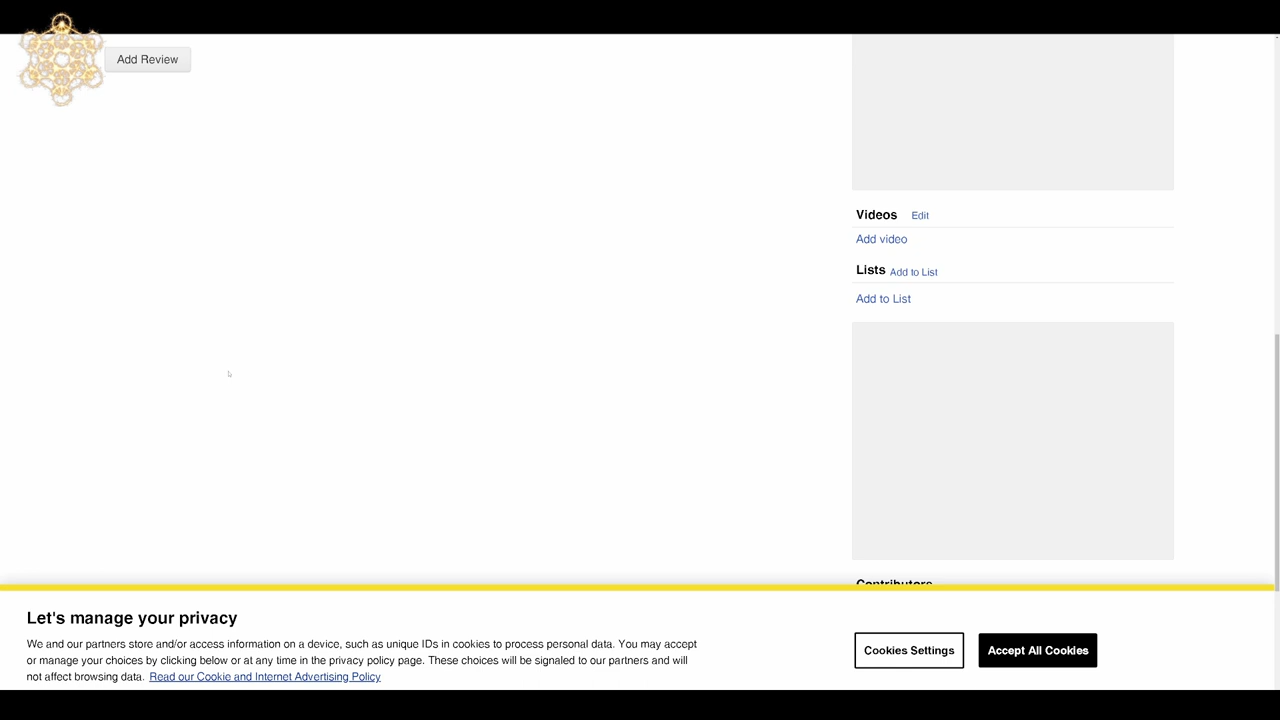 Add Review
Videos Edit
Add video
Lists Add to List
Add to List
Contributors
Let's manage your privacy
We and our partners store and/or access information on a device, such as unique IDs in cookies to process personal data. You may accept
or manage your choices by clicking below or at any time in the privacy policy page. These choices will be signaled to our partners and will
not affect browsing data. Read our Cookie and Internet Advertising Policy
Cookies Settings
Accept All Cookies